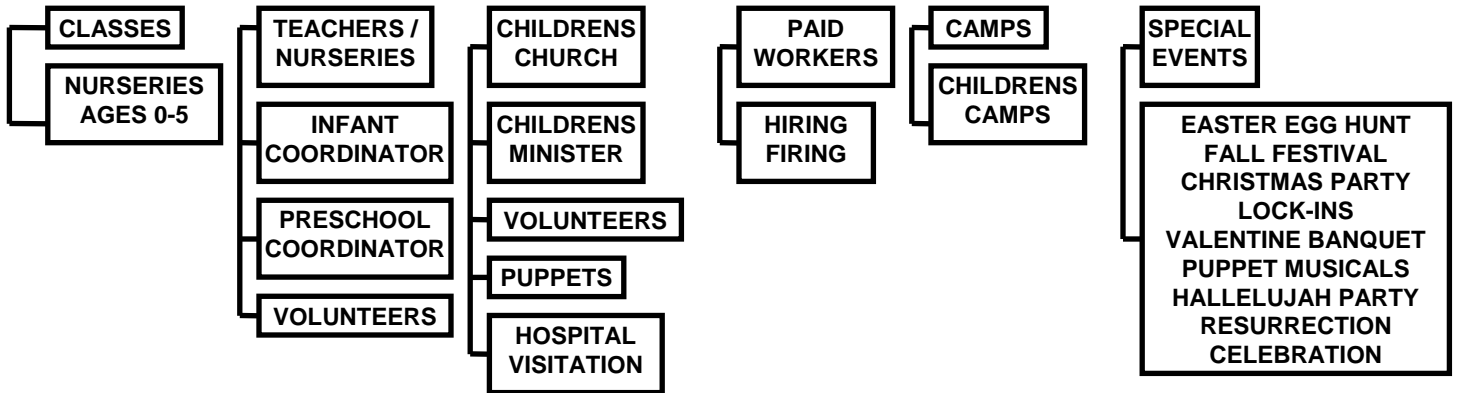 CLASSES
NURSERIES
AGES 0-5
TEACHERS /
NURSERIES
INFANT
COORDINATOR
PRESCHOOL
COORDINATOR
VOLUNTEERS
CHILDRENS
CHURCH
CHILDRENS
MINISTER
VOLUNTEERS
PUPPETS
HOSPITAL
VISITATION
PAID
WORKERS
HIRING
FIRING
CAMPS
CHILDRENS
CAMPS
SPECIAL
EVENTS
EASTER EGG HUNT
FALL FESTIVAL
CHRISTMAS PARTY
LOCK-INS
VALENTINE BANQUET
PUPPET MUSICALS
HALLELUJAH PARTY
RESURRECTION
CELEBRATION